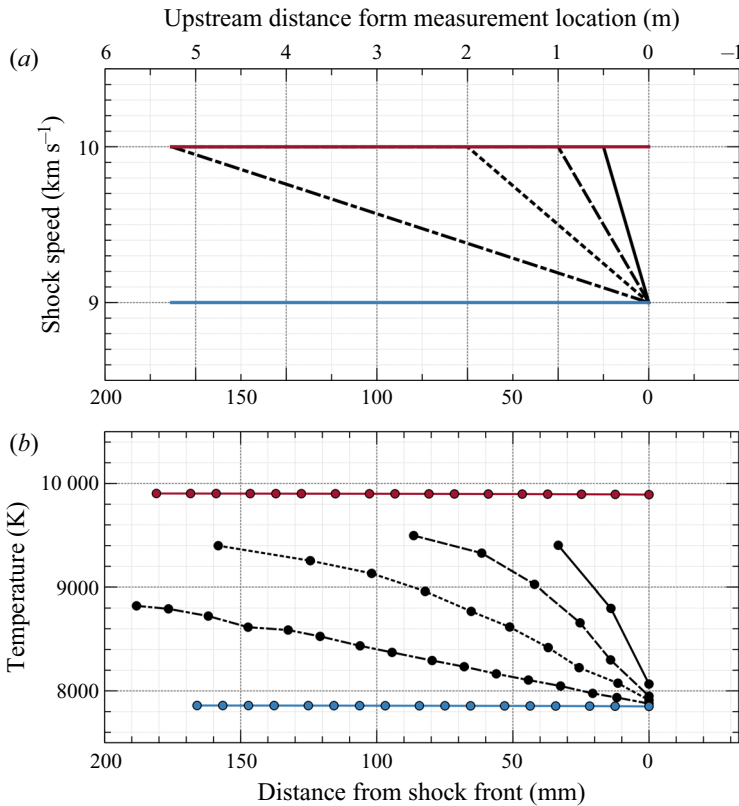 Upstream distance form measurement location (m)
6 5 4 3 2 1 0 –1
(a)
10
9
Shock speed (km s–1)
200 150 100 50 0
(b)
10 000
9000
8000
Temperature (K)
200 150 100 50 0
Distance from shock front (mm)